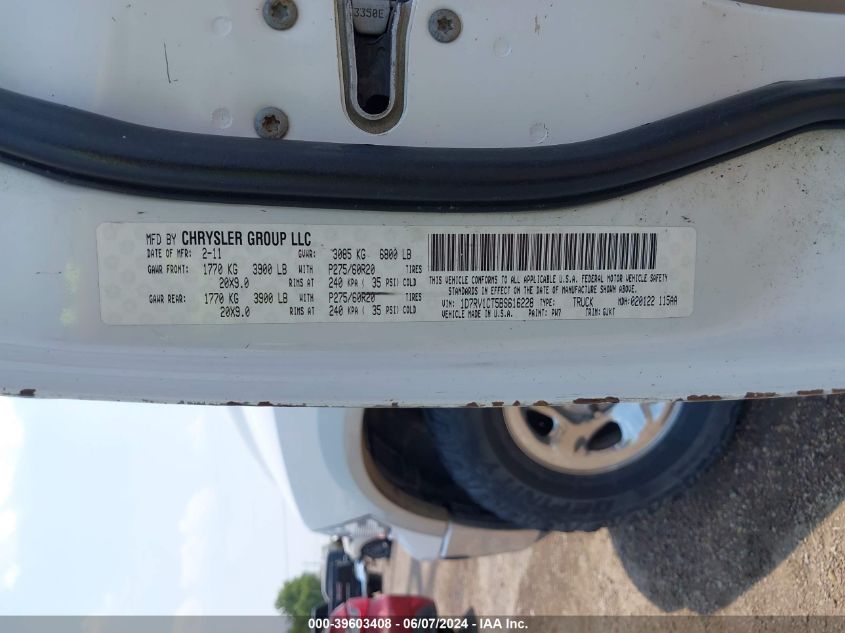 3350E
MFD BY CHRYSLER GROUP LLC
DATE OF MFR: 2-11 GVWR: 3085 KG 6800 LB
GAWR FRONT: 1770 KG 3900 LB WITH P275/60R20 TIRES
20X9.0 RIMS AT 240 KPA ( 35 PSI) COLD
GAWR REAR: 1770 KG 3900 LB WITH P275/60R20 TIRES
20X9.0 RIMS AT 240 KPA ( 35 PSI) COLD
THIS VEHICLE CONFORMS TO ALL APPLICABLE U.S.A. FEDERAL MOTOR VEHICLE SAFETY
STANDARDS IN EFFECT ON THE DATE OF MANUFACTURE SHOWN ABOVE.
VIN: 1D7RV1CT5BS616228 TYPE: TRUCK MDH: 020122 115AA
VEHICLE MADE IN U.S.A. PAINT: PW7 TRIM: GJKT
000-39603408 - 06/07/2024 - IAA Inc.